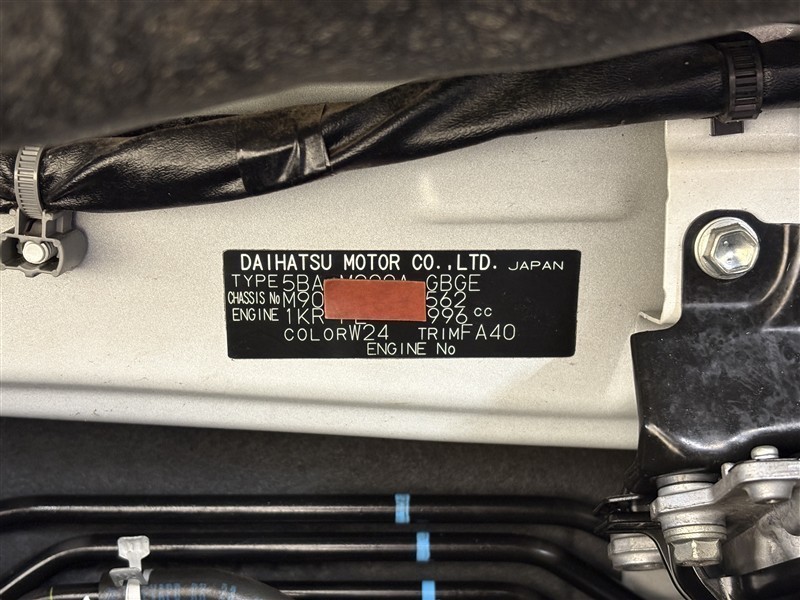 DAIHATSU MOTOR CO.,LTD. JAPAN
TYPE 5BA GBGE
CHASSIS No M90 562
ENGINE 1KR 996 cc
COLOR W24 TRIM FA40
ENGINE No